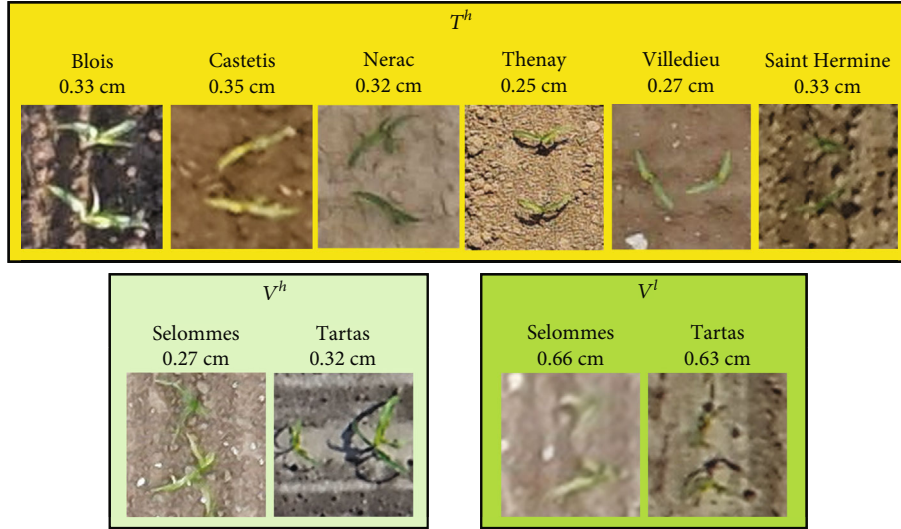 T^h
Blois Castetis Nerac Thenay Villedieu Saint Hermine
0.33 cm 0.35 cm 0.32 cm 0.25 cm 0.27 cm 0.33 cm
V^h
Selommes Tartas
0.27 cm 0.32 cm
V^l
Selommes Tartas
0.66 cm 0.63 cm